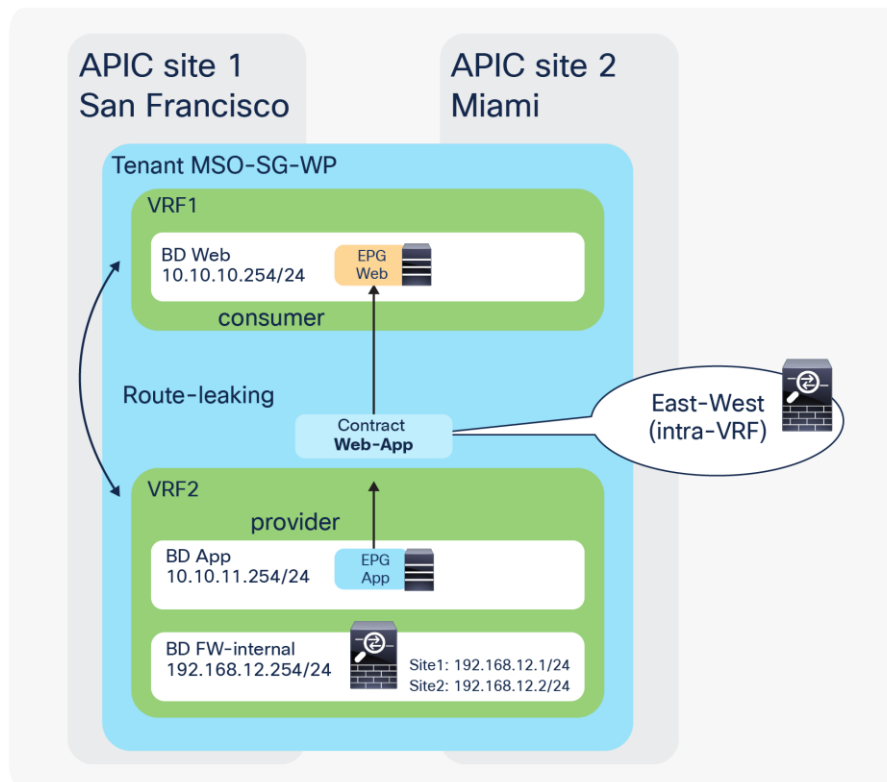 APIC site 1
San Francisco
APIC site 2
Miami
Tenant MSO-SG-WP
VRF1
BD Web
10.10.10.254/24
EPG
Web
consumer
Route-leaking
Contract
Web-App
East-West
(intra-VRF)
VRF2
provider
BD App
10.10.11.254/24
EPG
App
BD FW-internal
192.168.12.254/24
Site1: 192.168.12.1/24
Site2: 192.168.12.2/24